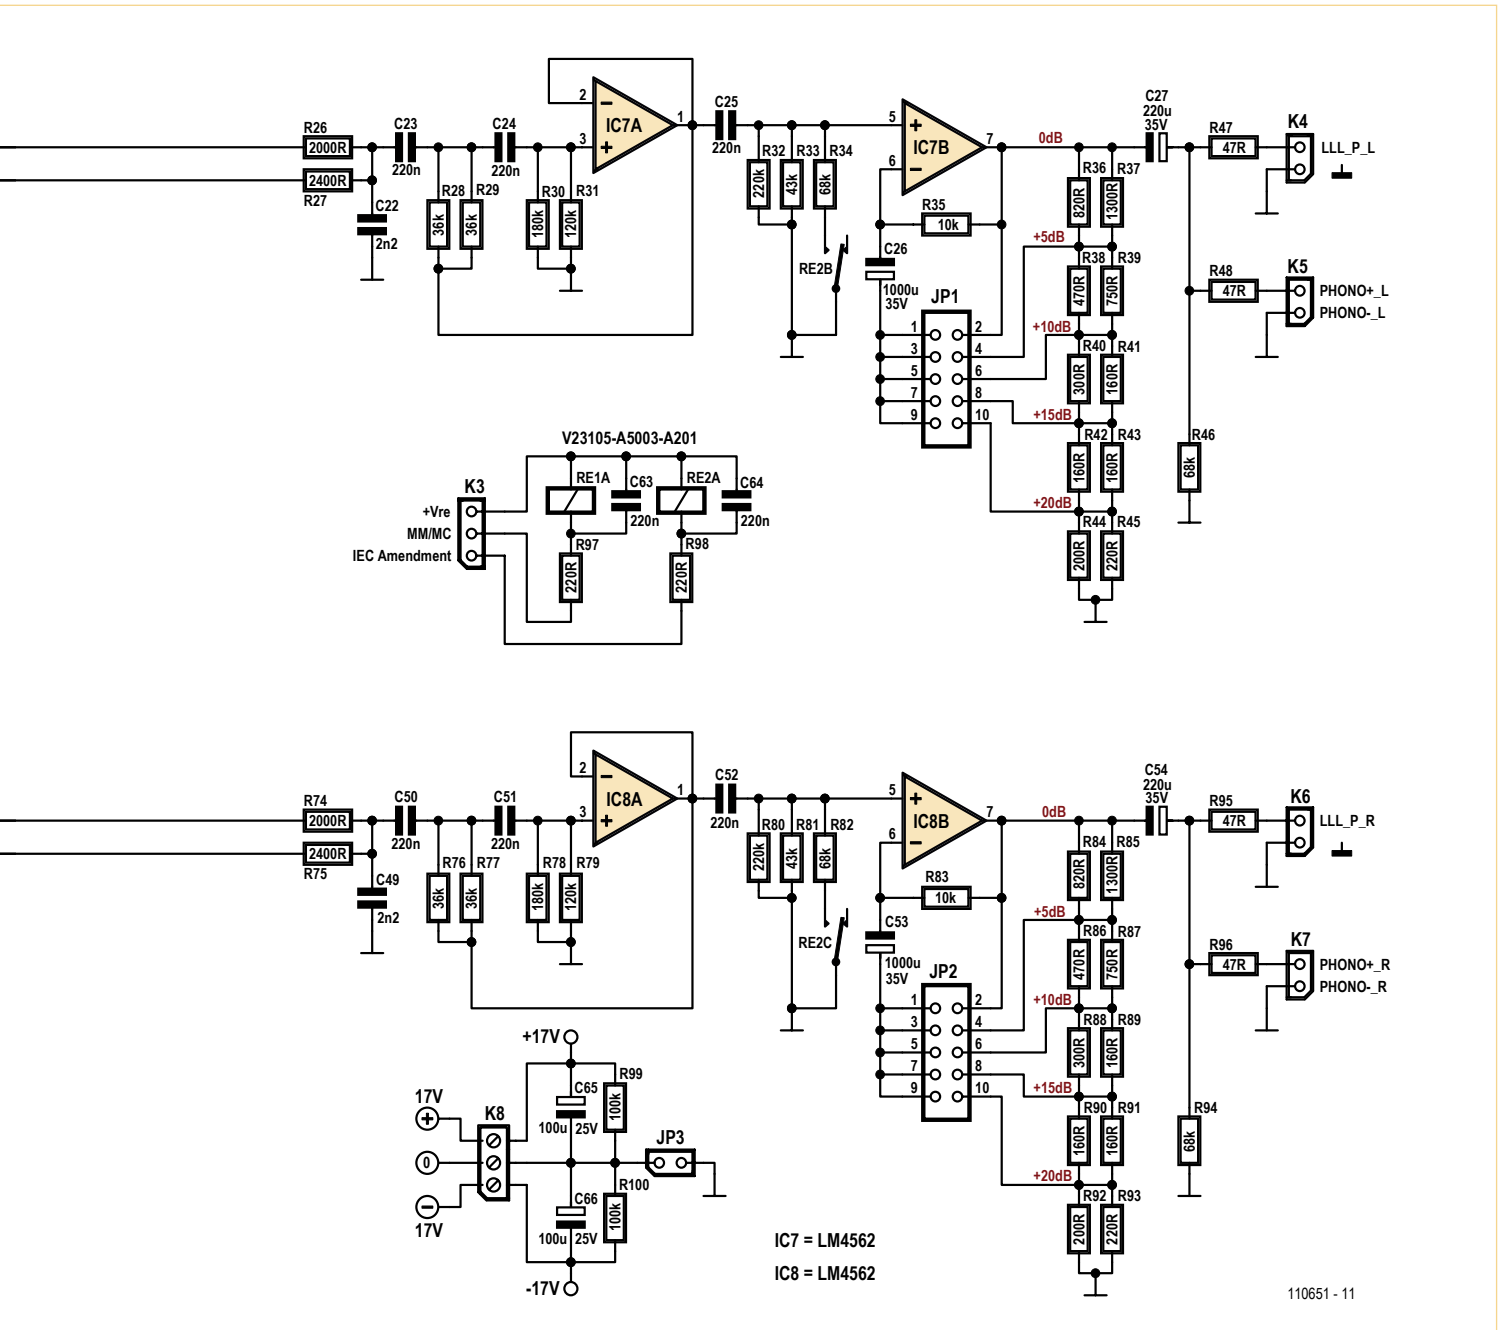 R26
2000R
R27
2400R
C23
220n
C24
220n
C22
2n2
R28
36k
R29
36k
R30
180k
R31
120k
2
3
1
IC7A
C25
220n
R32
220k
R33
43k
R34
68k
RE2B
5
6
7
IC7B
R35
10k
C26
1000u
35V
JP1
1
2
3
4
5
6
7
8
9
10
0dB
+5dB
+10dB
+15dB
+20dB
R36
820R
R37
1300R
R38
470R
R39
750R
R40
300R
R41
160R
R42
160R
R43
160R
R44
200R
R45
220R
C27
220u
35V
R46
68k
R47
47R
R48
47R
K4
LLL_P_L
K5
PHONO+_L
PHONO-_L
V23105-A5003-A201
K3
+Vre
MM/MC
IEC Amendment
RE1A
C63
220n
RE2A
C64
220n
R97
220R
R98
220R
R74
2000R
R75
2400R
C50
220n
C51
220n
C49
2n2
R76
36k
R77
36k
R78
180k
R79
120k
2
3
1
IC8A
C52
220n
R80
220k
R81
43k
R82
68k
RE2C
5
6
7
IC8B
R83
10k
C53
1000u
35V
JP2
1
2
3
4
5
6
7
8
9
10
0dB
+5dB
+10dB
+15dB
+20dB
R84
820R
R85
1300R
R86
470R
R87
750R
R88
300R
R89
160R
R90
160R
R91
160R
R92
200R
R93
220R
C54
220u
35V
R94
68k
R95
47R
R96
47R
K6
LLL_P_R
K7
PHONO+_R
PHONO-_R
+17V
17V
0
17V
K8
C65
100u 25V
R99
100k
JP3
C66
100u 25V
R100
100k
-17V
IC7 = LM4562
IC8 = LM4562
110651 - 11